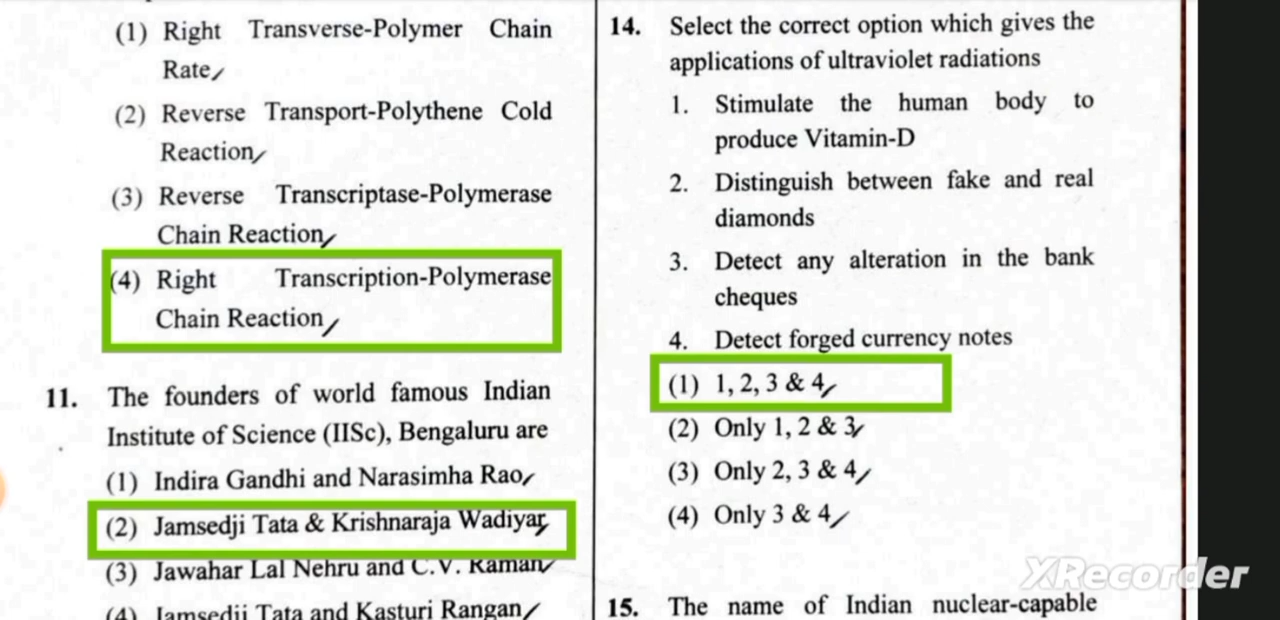 (1) Right Transverse-Polymer Chain
Rate
(2) Reverse Transport-Polythene Cold
Reaction
(3) Reverse Transcriptase-Polymerase
Chain Reaction
(4) Right Transcription-Polymerase
Chain Reaction
11. The founders of world famous Indian
Institute of Science (IISc), Bengaluru are
(1) Indira Gandhi and Narasimha Rao
(2) Jamsedji Tata & Krishnaraja Wadiyar
(3) Jawahar Lal Nehru and C.V. Raman
(4) Jamsedji Tata and Kasturi Rangan
14. Select the correct option which gives the
applications of ultraviolet radiations
1. Stimulate the human body to
produce Vitamin-D
2. Distinguish between fake and real
diamonds
3. Detect any alteration in the bank
cheques
4. Detect forged currency notes
(1) 1, 2, 3 & 4
(2) Only 1, 2 & 3
(3) Only 2, 3 & 4
(4) Only 3 & 4
15. The name of Indian nuclear-capable
XRecorder